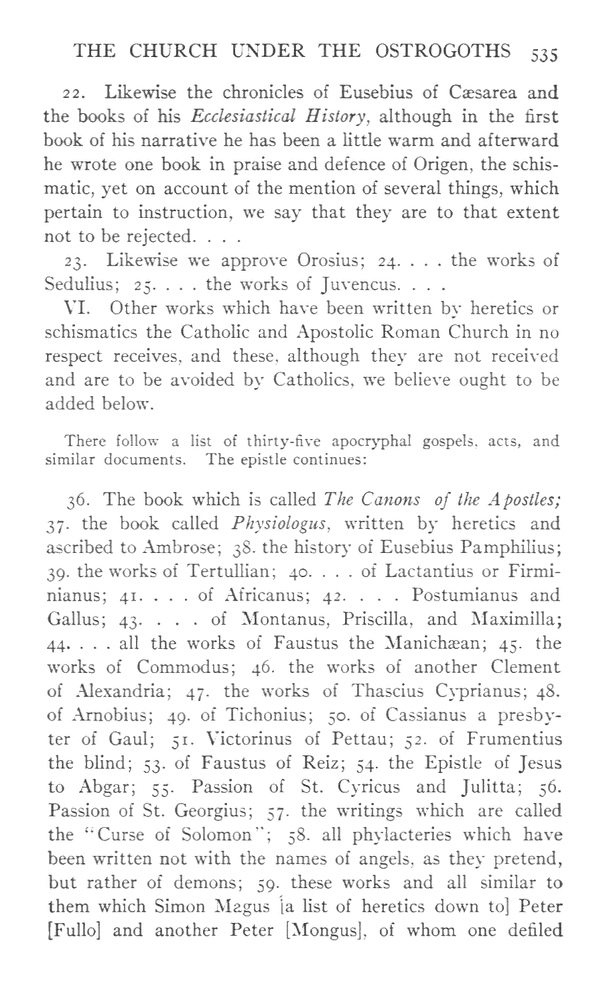 THE CHURCH UNDER THE OSTROGOTHS 535
22. Likewise the chronicles of Eusebius of Cæsarea and
the books of his Ecclesiastical History, although in the first
book of his narrative he has been a little warm and afterward
he wrote one book in praise and defence of Origen, the schis-
matic, yet on account of the mention of several things, which
pertain to instruction, we say that they are to that extent
not to be rejected. . . .
23. Likewise we approve Orosius; 24. . . . the works of
Sedulius; 25. . . . the works of Juvencus. . . .
VI. Other works which have been written by heretics or
schismatics the Catholic and Apostolic Roman Church in no
respect receives, and these, although they are not received
and are to be avoided by Catholics, we believe ought to be
added below.
There follow a list of thirty-five apocryphal gospels, acts, and
similar documents. The epistle continues:
36. The book which is called The Canons of the Apostles;
37. the book called Physiologus, written by heretics and
ascribed to Ambrose; 38. the history of Eusebius Pamphilius;
39. the works of Tertullian; 40. . . . of Lactantius or Firmi-
nianus; 41. . . . of Africanus; 42. . . . Postumianus and
Gallus; 43. . . . of Montanus, Priscilla, and Maximilla;
44. . . . all the works of Faustus the Manichæan; 45. the
works of Commodus; 46. the works of another Clement
of Alexandria; 47. the works of Thascius Cyprianus; 48.
of Arnobius; 49. of Tichonius; 50. of Cassianus a presby-
ter of Gaul; 51. Victorinus of Pettau; 52. of Frumentius
the blind; 53. of Faustus of Reiz; 54. the Epistle of Jesus
to Abgar; 55. Passion of St. Cyricus and Julitta; 56.
Passion of St. Georgius; 57. the writings which are called
the “Curse of Solomon”; 58. all phylacteries which have
been written not with the names of angels, as they pretend,
but rather of demons; 59. these works and all similar to
them which Simon Magus [a list of heretics down to] Peter
[Fullo] and another Peter [Mongus], of whom one defiled